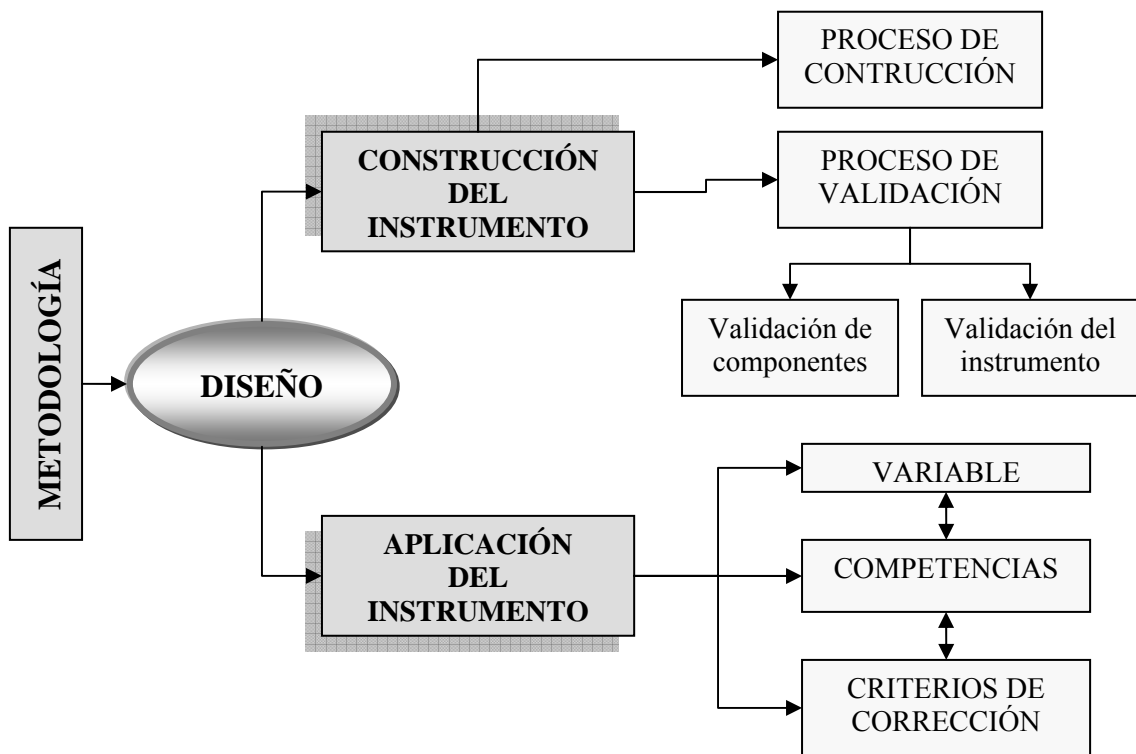 METODOLOGÍA
DISEÑO
CONSTRUCCIÓN
DEL
INSTRUMENTO
PROCESO DE
CONTRUCCIÓN
PROCESO DE
VALIDACIÓN
Validación de
componentes
Validación del
instrumento
APLICACIÓN
DEL
INSTRUMENTO
VARIABLE
COMPETENCIAS
CRITERIOS DE
CORRECCIÓN